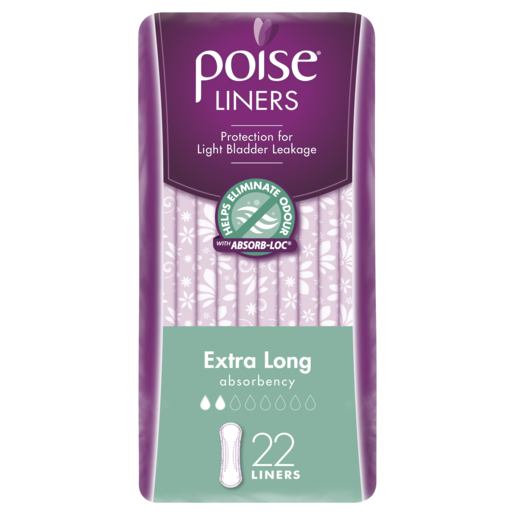 poise®
LINERS
Protection for
Light Bladder Leakage
HELPS ELIMINATE ODOUR
WITH ABSORB-LOC®
Extra Long
absorbency
22
LINERS